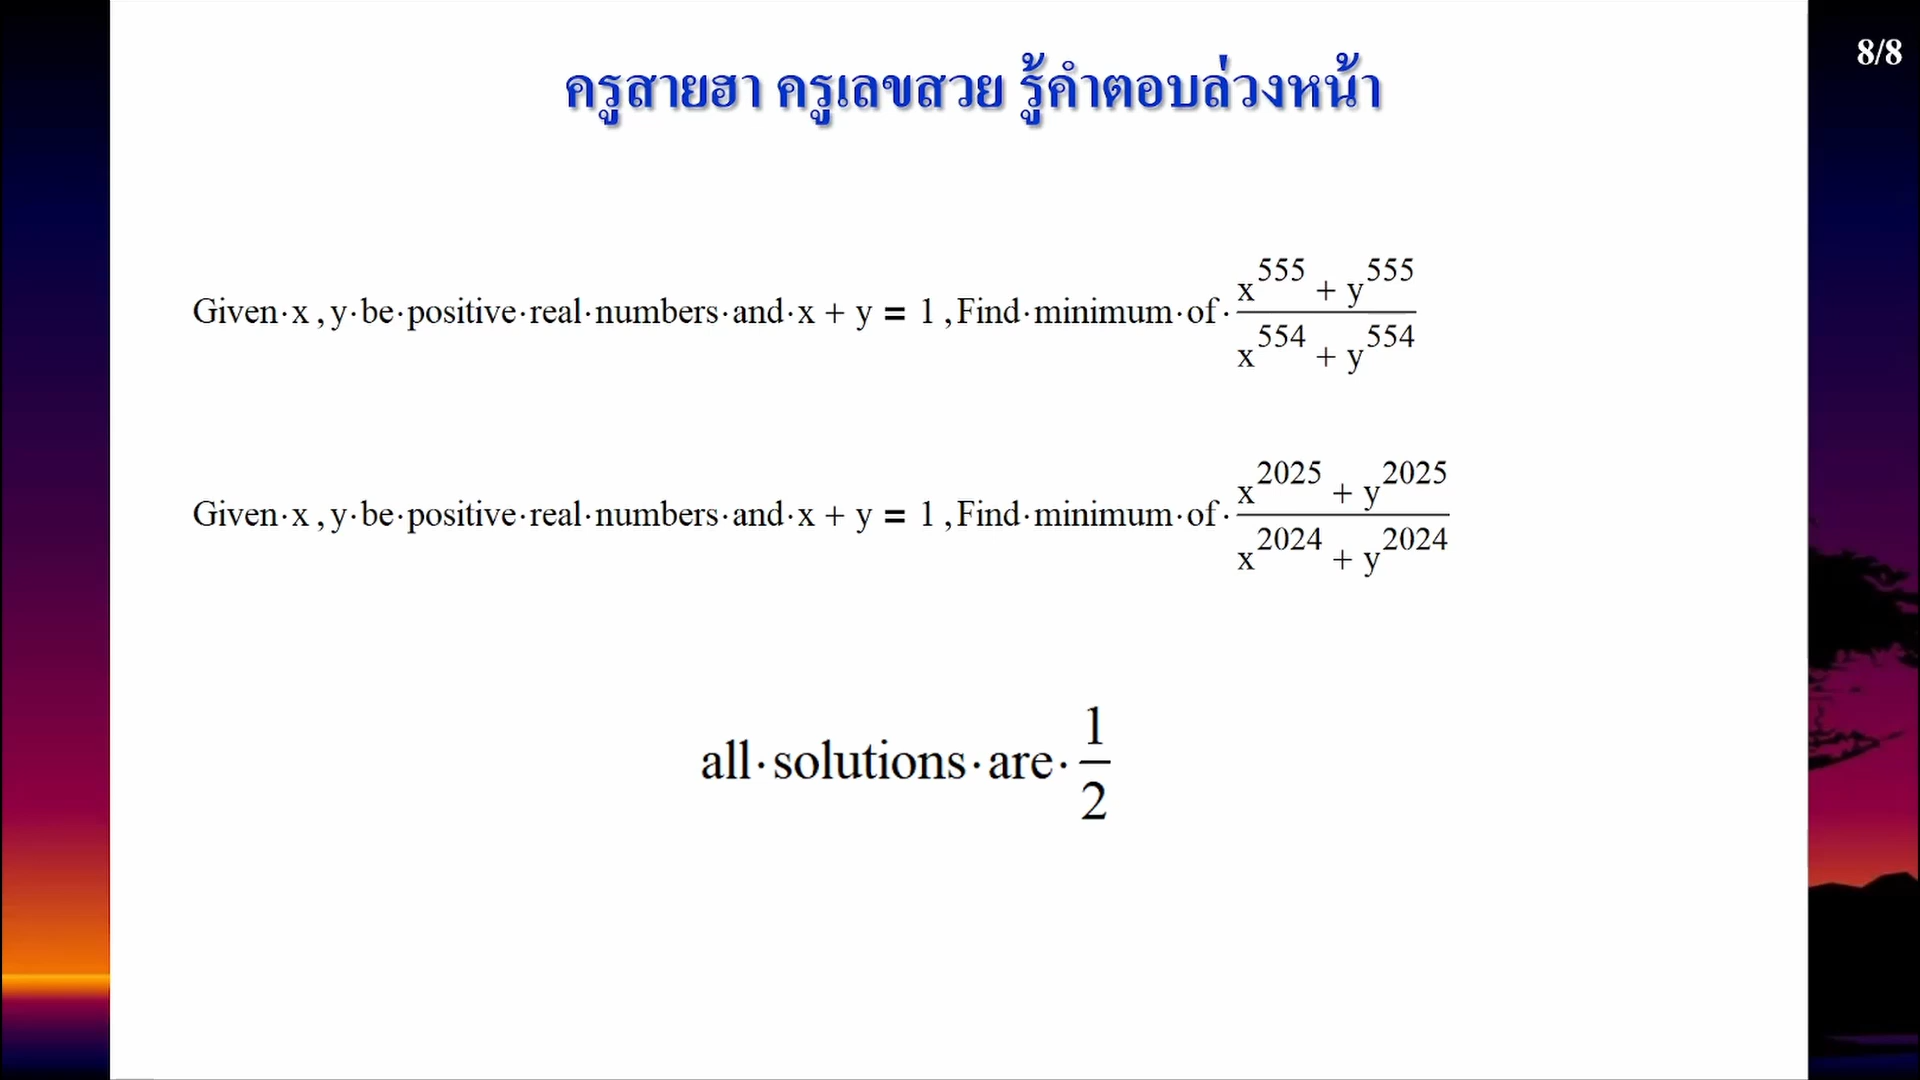 8/8
ครูสายฮา ครูเลขสวย รู้คำตอบล่วงหน้า
Given·x , y·be·positive·real·numbers·and·x + y = 1 , Find·minimum·of· \frac{x^{555} + y^{555}}{x^{554} + y^{554}}
Given·x , y·be·positive·real·numbers·and·x + y = 1 , Find·minimum·of· \frac{x^{2025} + y^{2025}}{x^{2024} + y^{2024}}
all·solutions·are· \frac{1}{2}